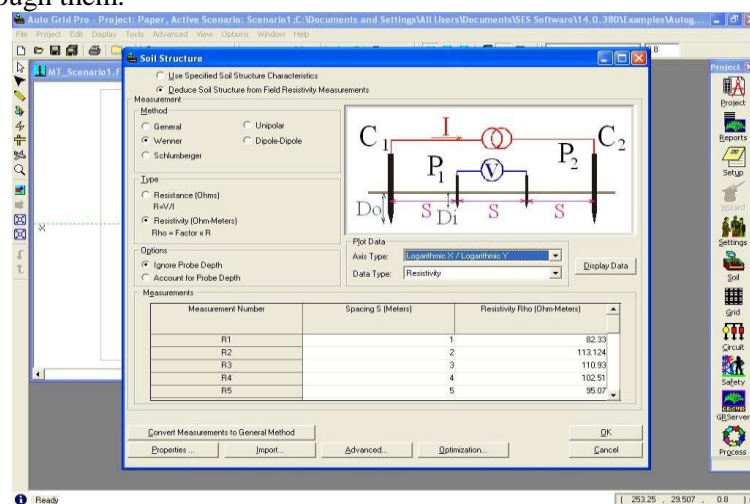 ough them.
Auto Grid Pro - Project: Paper, Active Scenario: Scenario1;C:\Documents and Settings\All Users\Documents\SES Software\14.0.380\Examples\Autog...
File Project Edit Display Tools Advanced View Options Window Help
0.8
MT_Scenario1.F
Soil Structure
Use Specified Soil Structure Characteristics
Deduce Soil Structure from Field Resistivity Measurements
Measurement
Method
General
Unipolar
Wenner
Dipole-Dipole
Schlumberger
Type
Resistance (Ohms)
R=V/I
Resistivity (Ohm-Meters)
Rho = Factor x R
Options
Ignore Probe Depth
Account for Probe Depth
C1 I C2
P1 V P2
Do S Di S S
Plot Data
Axis Type: Logarithmic X / Logarithmic Y
Data Type: Resistivity
Display Data
Measurements
Measurement Number Spacing S (Meters) Resistivity Rho (Ohm-Meters)
R1 1 82.33
R2 2 113.124
R3 3 110.93
R4 4 102.51
R5 5 95.07
Convert Measurements to General Method
OK
Properties ... Import... Advanced... Optimization... Cancel
Project
Project
Reports
Setup
Wizard
Settings
Soil
Grid
Circuit
Safety
GRServer
GRServer
Process
Ready
( 253.25 , 29.507 , 0.8 )